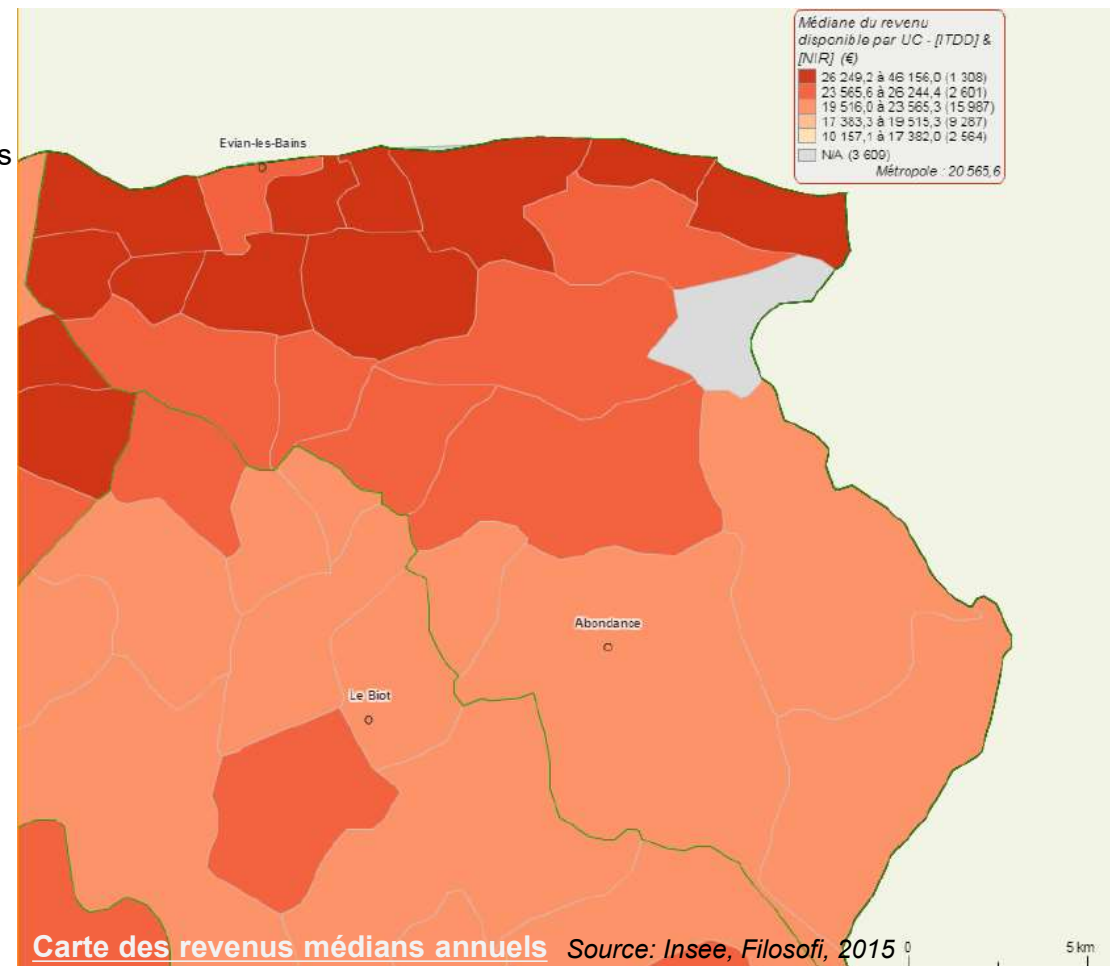 Médiane du revenu
disponible par UC - [ITDD] &
[NIR] (€)
26 249,2 à 46 156,0 (1 308)
23 565,6 à 26 244,4 (2 601)
19 516,0 à 23 565,3 (15 987)
17 383,3 à 19 515,3 (9 287)
10 157,1 à 17 382,0 (2 564)
N/A (3 609)
Métropole : 20 565,6
Evian-les-Bains
s
Abondance
Le Biot
Carte des revenus médians annuels Source: Insee, Filosofi, 2015
0 5 km